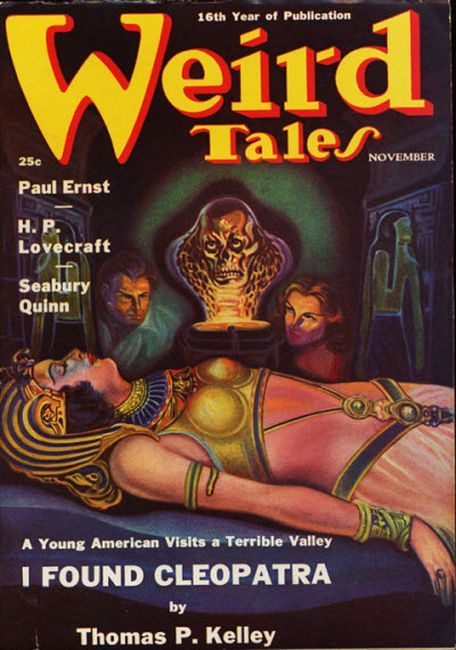 16th Year of Publication
Weird
Tales
25c
NOVEMBER
Paul Ernst
H. P.
Lovecraft
Seabury
Quinn
A Young American Visits a Terrible Valley
I FOUND CLEOPATRA
by
Thomas P. Kelley